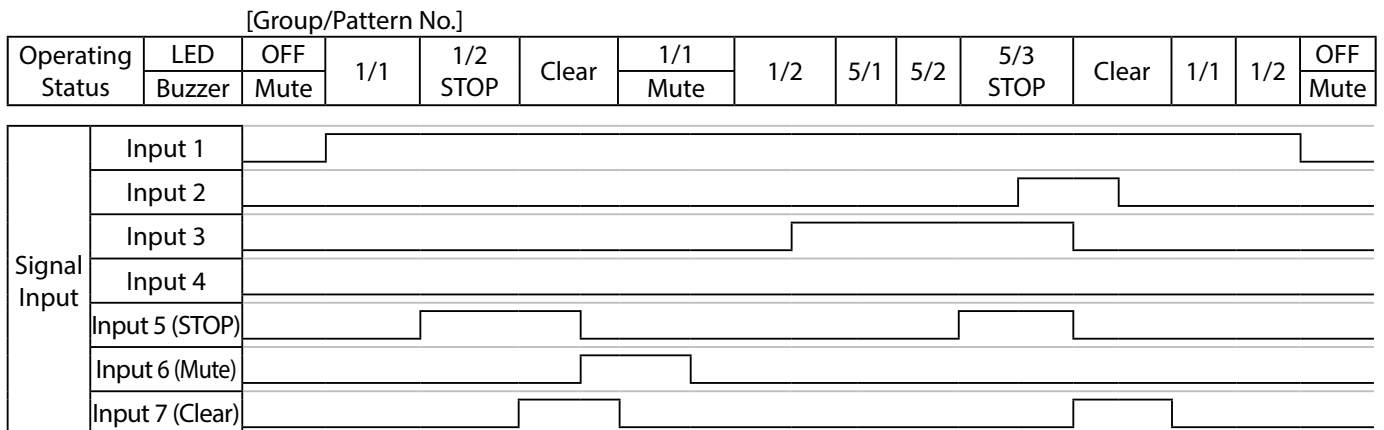 [Group/Pattern No.]
Operating Status LED OFF 1/1 1/2 STOP Clear 1/1 1/2 5/1 5/2 5/3 STOP Clear 1/1 1/2 OFF
Buzzer Mute Mute Mute
Signal Input
Input 1
Input 2
Input 3
Input 4
Input 5 (STOP)
Input 6 (Mute)
Input 7 (Clear)